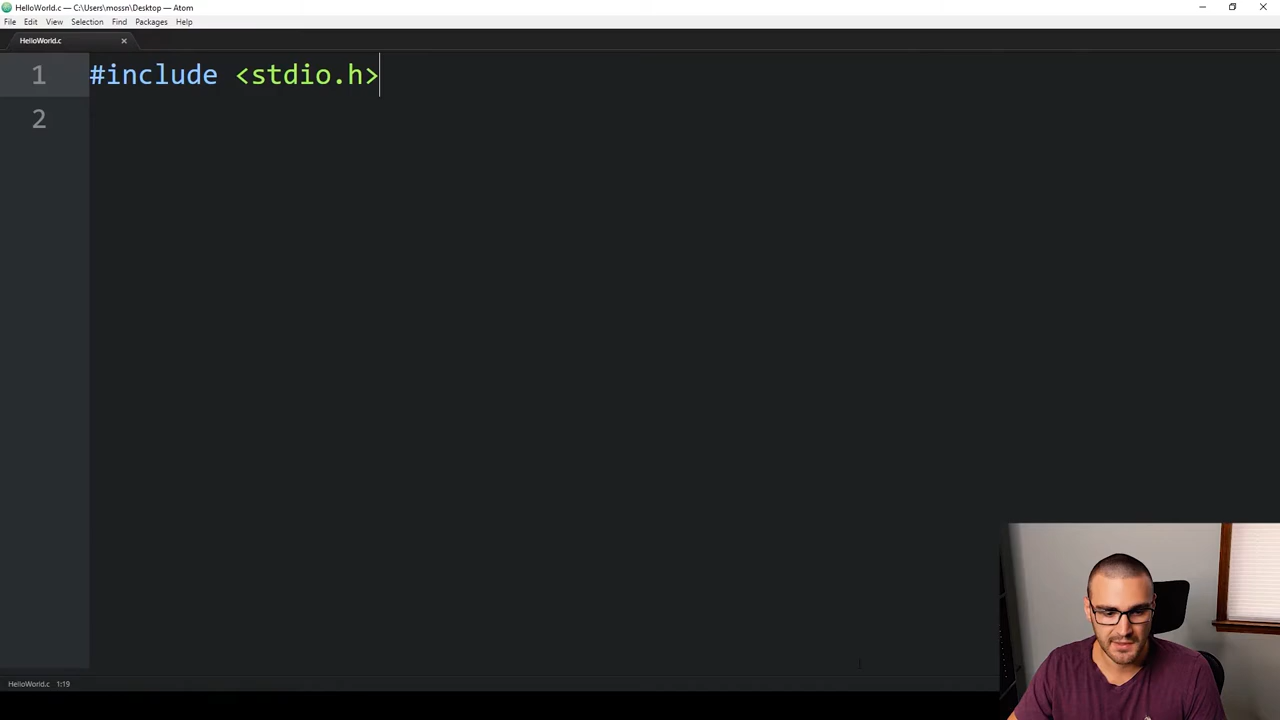 HelloWorld.c — C:\Users\mossn\Desktop — Atom
File Edit View Selection Find Packages Help
HelloWorld.c
1 #include <stdio.h>
2
HelloWorld.c 1:19